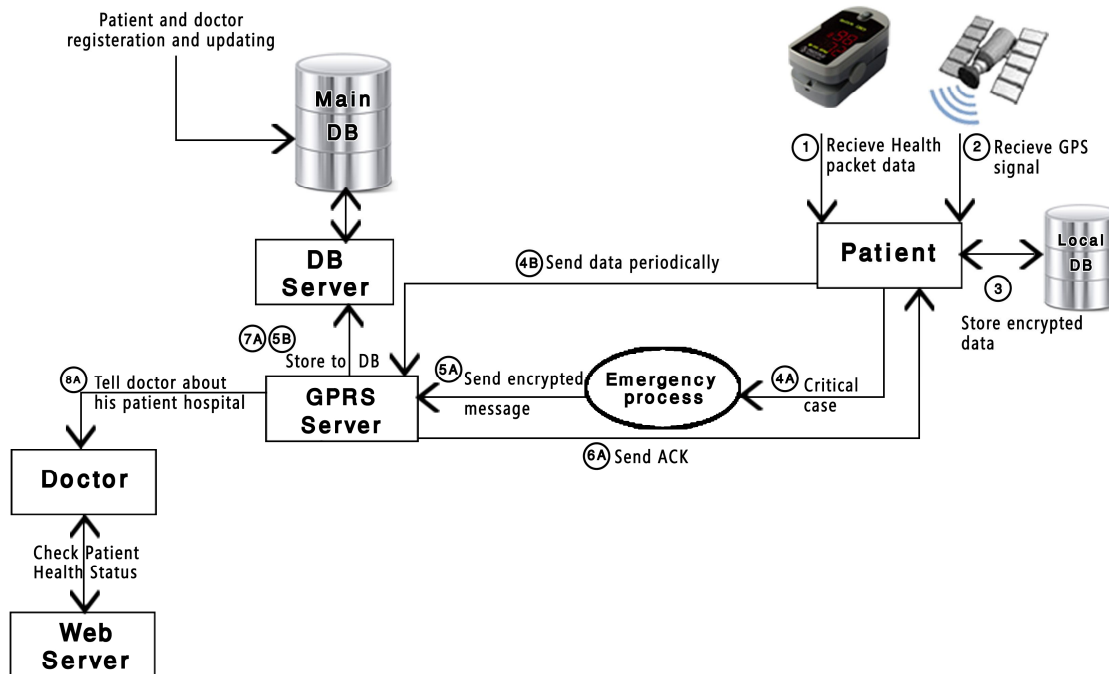 Patient and doctor
registeration and updating
Main
DB
1
Recieve Health
packet data
2
Recieve GPS
signal
Patient
Local
DB
3
Store encrypted
data
DB
Server
4B
Send data periodically
7A
5B
Store to DB
8A
Tell doctor about
his patient hospital
GPRS
Server
5A
Send encrypted
message
Emergency
process
4A
Critical
case
6A
Send ACK
Doctor
Check Patient
Health Status
Web
Server